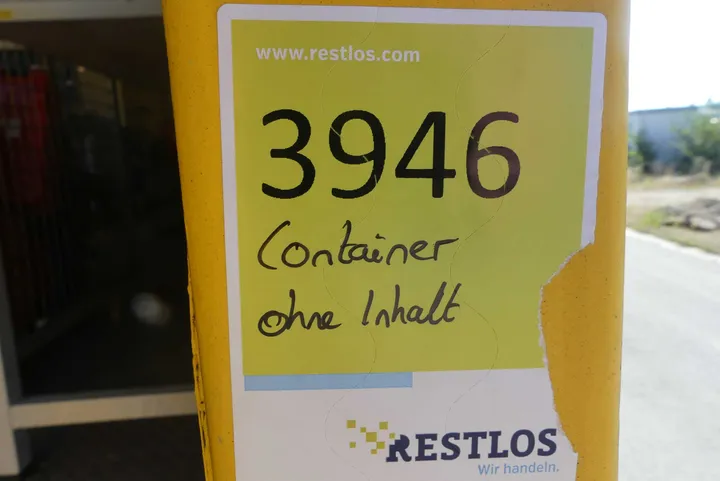 www.restlos.com
3946
Container
ohne Inhalt
RESTLOS
Wir handeln.